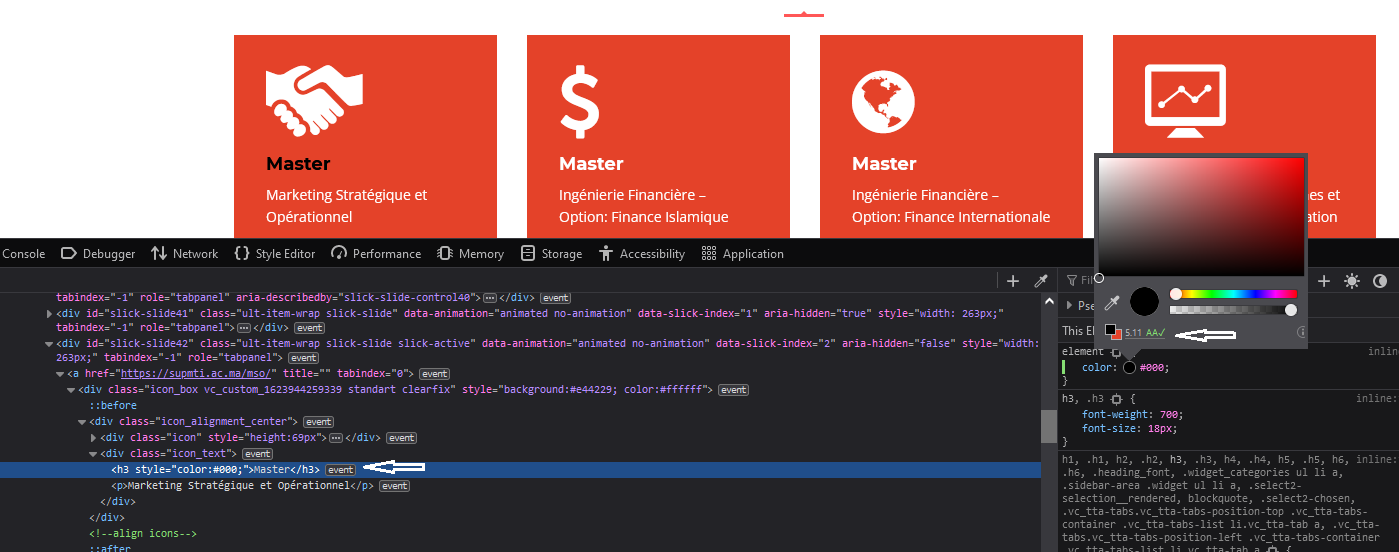 Master
Marketing Stratégique et
Opérationnel
Master
Ingénierie Financière –
Option: Finance Islamique
Master
Ingénierie Financière –
Option: Finance Internationale
es et
ation
Console Debugger Network Style Editor Performance Memory Storage Accessibility Application
tabindex="-1" role="tabpanel" aria-describedby="slick-slide-control40"> </div> event
<div id="slick-slide41" class="ult-item-wrap slick-slide" data-animation="animated no-animation" data-slick-index="1" aria-hidden="true" style="width: 263px;"
tabindex="-1" role="tabpanel"> </div> event
<div id="slick-slide42" class="ult-item-wrap slick-slide slick-active" data-animation="animated no-animation" data-slick-index="2" aria-hidden="false" style="width:
263px;" tabindex="-1" role="tabpanel"> event
<a href="https://supmti.ac.ma/mso/" title="" tabindex="0"> event
<div class="icon_box vc_custom_1623944259339 standart clearfix" style="background:#e44229; color:#ffffff"> event
::before
<div class="icon_alignment_center"> event
<div class="icon" style="height:69px"> </div> event
<div class="icon_text"> event
<h3 style="color:#000;">Master</h3> event
<p>Marketing Stratégique et Opérationnel</p> event
</div>
</div>
<!--align icons-->
::after
Fil
Pse
5.11 AA✓
This El
element { inlin
color: #000;
}
h3, .h3 { inline:
font-weight: 700;
font-size: 18px;
}
h1, .h1, h2, .h2, h3, .h3, h4, .h4, h5, .h5, h6, inline:
.h6, .heading_font, .widget_categories ul li a,
.sidebar-area .widget ul li a, .select2-
selection__rendered, blockquote, .select2-chosen,
.vc_tta-tabs.vc_tta-tabs-position-top .vc_tta-tabs-
container .vc_tta-tabs-list li.vc_tta-tab a, .vc_tta-
tabs.vc_tta-tabs-position-left .vc_tta-tabs-container
.vc_tta-tabs-list li.vc_tta-tab a {